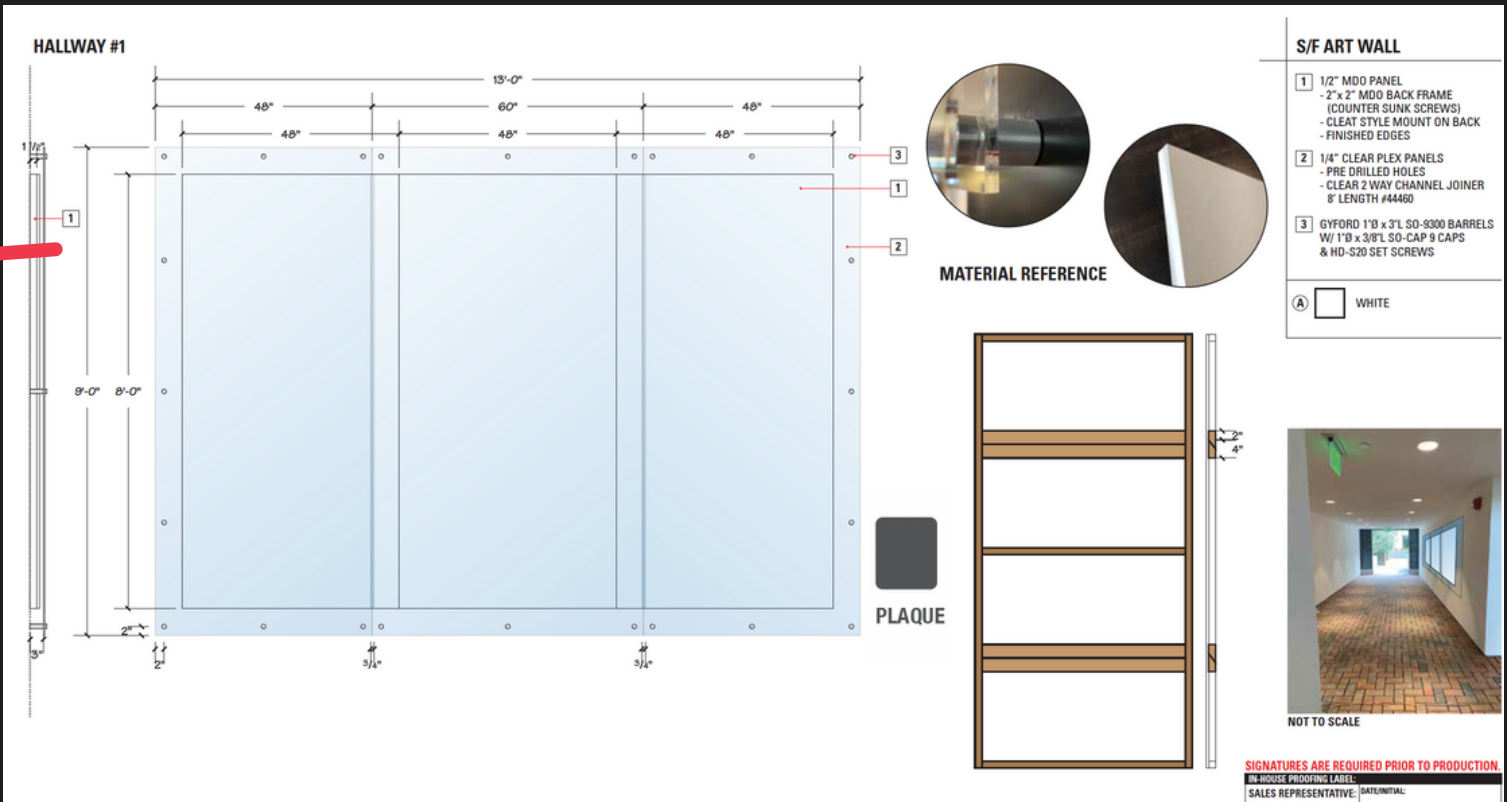 HALLWAY #1
13'-0"
48"
60"
48"
48"
48"
48"
1 1/2"
3
1
2
1
9'-0"
8'-0"
2"
3"
2"
3/4"
3/4"
MATERIAL REFERENCE
PLAQUE
2"
4"
S/F ART WALL
1 1/2" MDO PANEL
- 2"x 2" MDO BACK FRAME
(COUNTER SUNK SCREWS)
- CLEAT STYLE MOUNT ON BACK
- FINISHED EDGES
2 1/4" CLEAR PLEX PANELS
- PRE DRILLED HOLES
- CLEAR 2 WAY CHANNEL JOINER
8' LENGTH #44460
3 GYFORD 1"Ø x 3"L SO-9300 BARRELS
W/ 1"Ø x 3/8"L SO-CAP 9 CAPS
& HD-S20 SET SCREWS
A WHITE
NOT TO SCALE
SIGNATURES ARE REQUIRED PRIOR TO PRODUCTION.
IN-HOUSE PROOFING LABEL:
SALES REPRESENTATIVE: DATE/INITIAL: